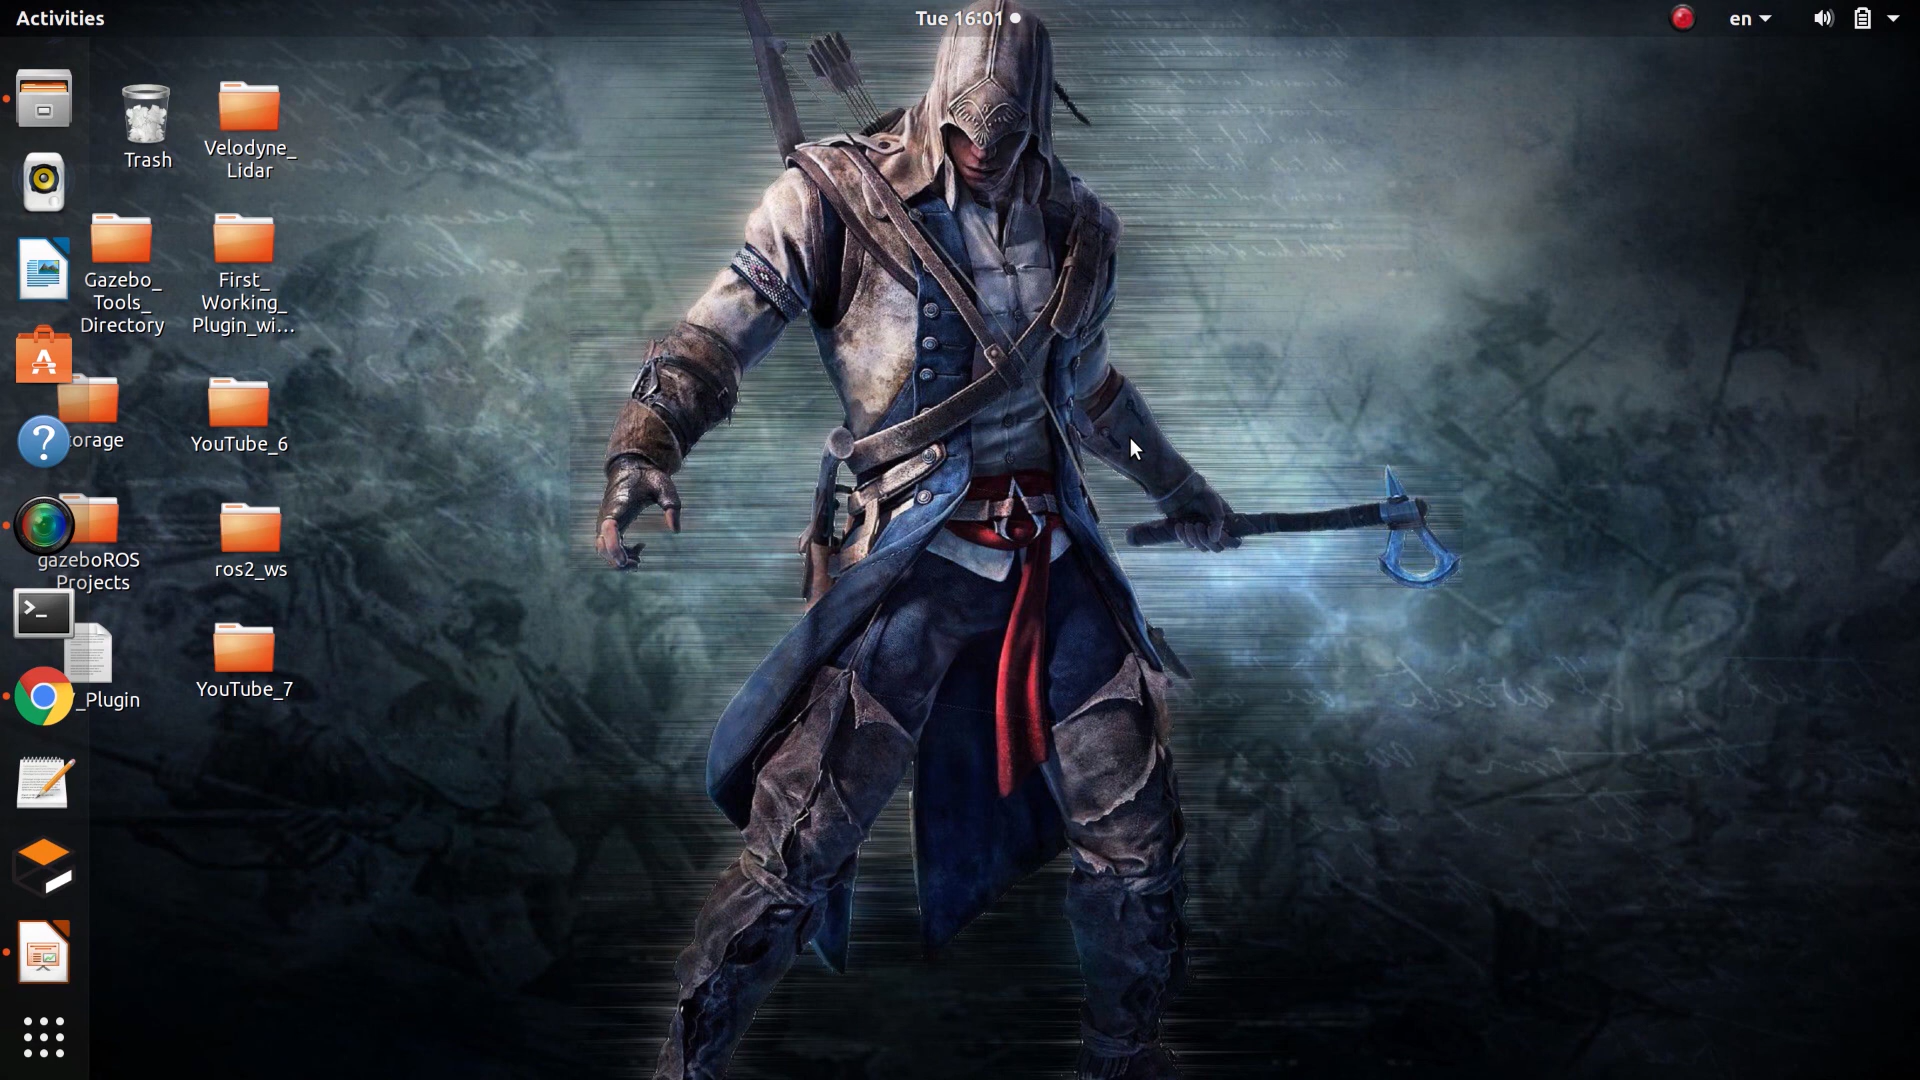 Activities
Tue 16:01
en
Trash
Velodyne_
Lidar
Gazebo_
Tools_
Directory
First_
Working_
Plugin_wi...
orage
YouTube_6
gazeboROS
Projects
ros2_ws
_Plugin
YouTube_7